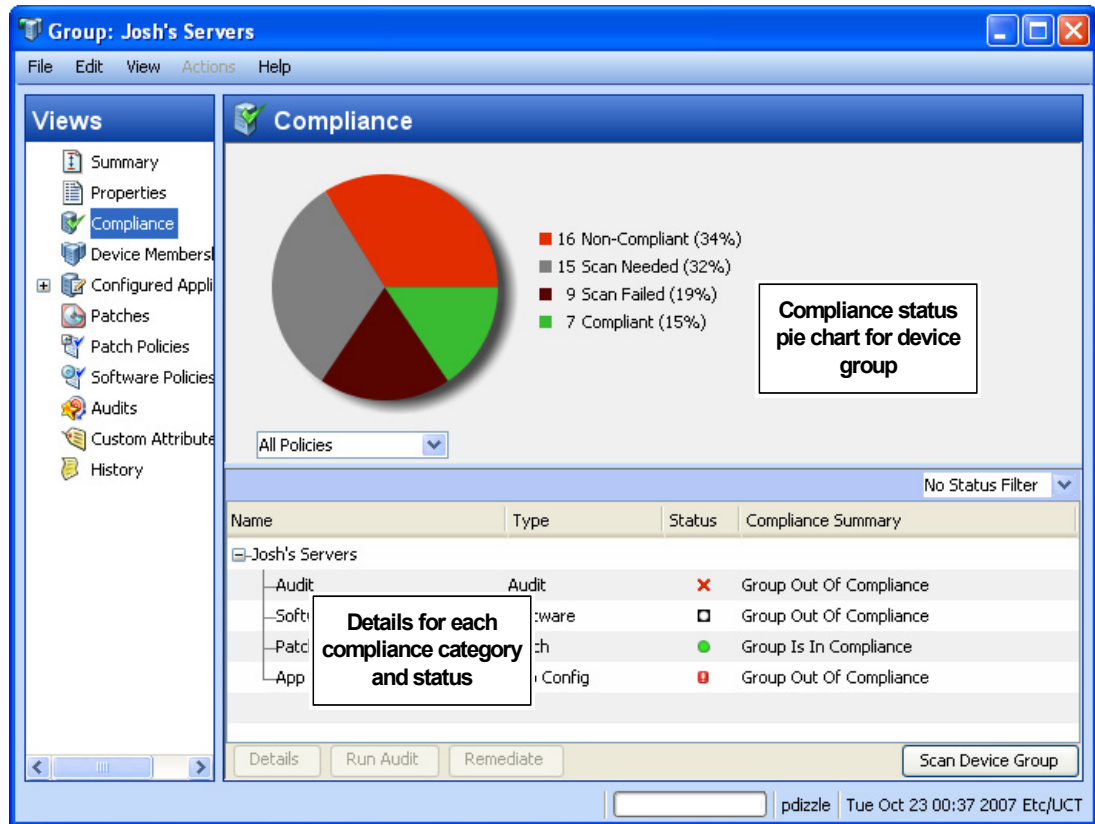 Group: Josh's Servers
File Edit View Actions Help
Views
Summary
Properties
Compliance
Device Membersl
Configured Appli
Patches
Patch Policies
Software Policies
Audits
Custom Attribute
History
Compliance
16 Non-Compliant (34%)
15 Scan Needed (32%)
9 Scan Failed (19%)
7 Compliant (15%)
Compliance status
pie chart for device
group
All Policies
No Status Filter
Name Type Status Compliance Summary
Josh's Servers
Audit Audit Group Out Of Compliance
Group Out Of Compliance
Group Is In Compliance
App Config Group Out Of Compliance
Details for each
compliance category
and status
Details Run Audit Remediate Scan Device Group
pdizzle Tue Oct 23 00:37 2007 Etc/UCT